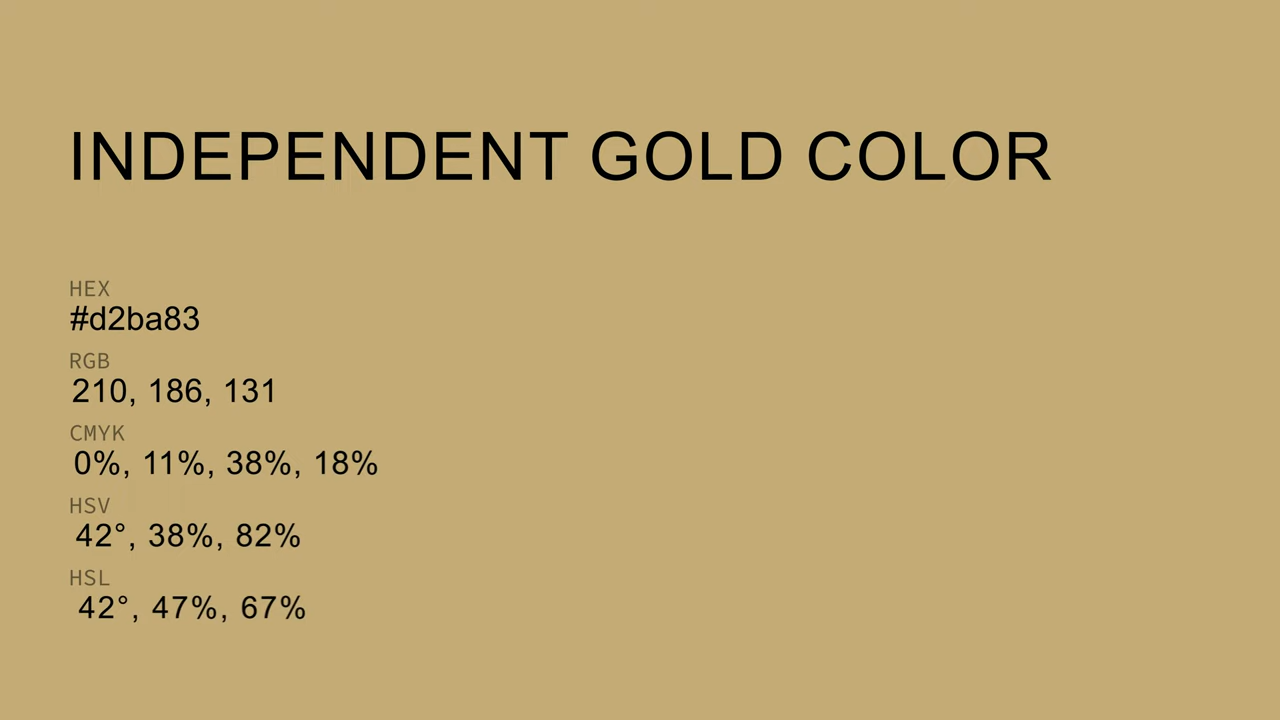 INDEPENDENT GOLD COLOR
HEX
#d2ba83
RGB
210, 186, 131
CMYK
0%, 11%, 38%, 18%
HSV
42°, 38%, 82%
HSL
42°, 47%, 67%